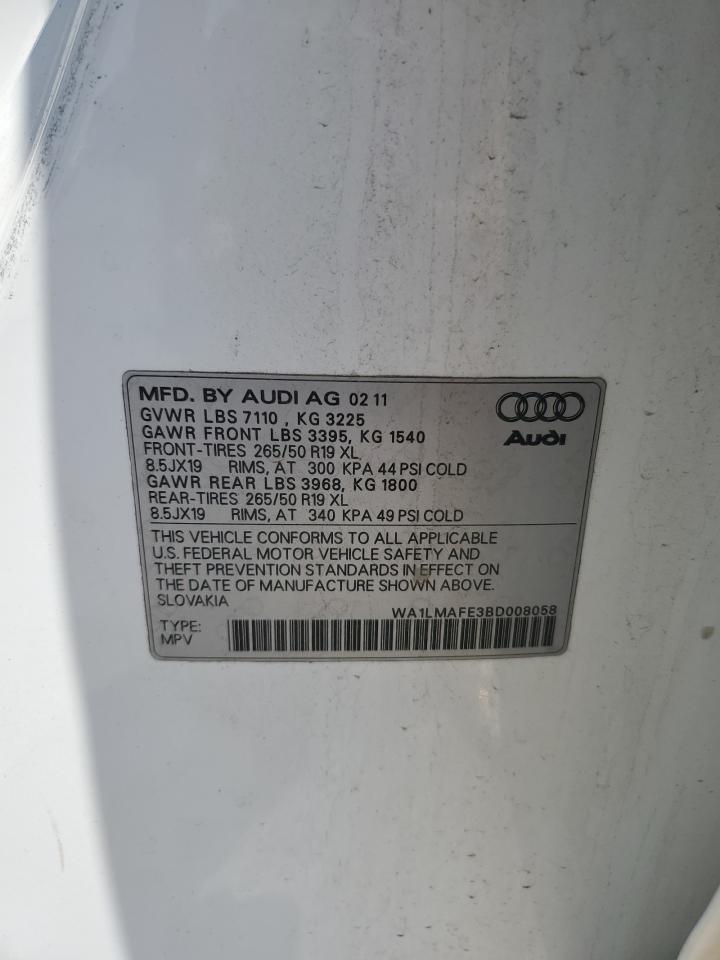 MFD. BY AUDI AG 02 11
GVWR LBS 7110 , KG 3225
GAWR FRONT LBS 3395, KG 1540
FRONT-TIRES 265/50 R19 XL
8.5JX19 RIMS, AT 300 KPA 44 PSI COLD
GAWR REAR LBS 3968, KG 1800
REAR-TIRES 265/50 R19 XL
8.5JX19 RIMS, AT 340 KPA 49 PSI COLD
Audi
THIS VEHICLE CONFORMS TO ALL APPLICABLE
U.S. FEDERAL MOTOR VEHICLE SAFETY AND
THEFT PREVENTION STANDARDS IN EFFECT ON
THE DATE OF MANUFACTURE SHOWN ABOVE.
SLOVAKIA
WA1LMAFE3BD008058
TYPE:
MPV